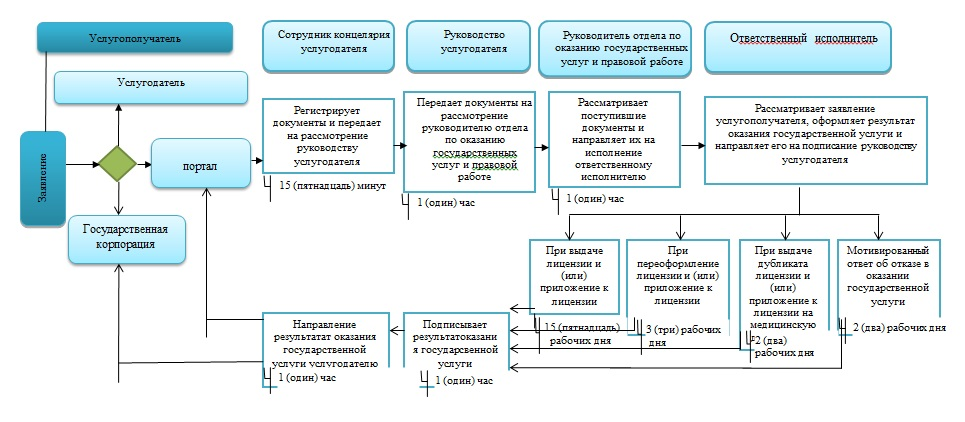 Услугополучатель
Сотрудник концелярия
услугодателя
Руководство
услугодателя
Руководитель отдела по
оказанию государственных
услуг и правовой работе
Ответственный исполнитель
Услугодатель
Заявление
портал
Государственная
корпорация
Регистрирует
документы и передает
на рассмотрение
руководству
услугодателя
15 (пятнадцать) минут
Передает документы на
рассмотрение
руководителю отдела
по оказанию
государственных
услуг и правовой
работе
1 (один) час
Рассматривает
поступившие
документы и
направляет их на
исполнение
ответственному
исполнителю
1 (один) час
Рассматривает заявление
услугополучателя, оформляет результат
оказания государственной услуги и
направляет его на подписание руководству
услугодателя
При выдаче
лицензии и
(или)
приложение к
лицензии
15 (пятнадцать)
рабочих дня
При
переоформление
лицензии и (или)
приложение к
лицензии
3 (три) рабочих
дня
При выдаче
дубликата
лицензии и
(или)
приложение к
лицензии на
медицинскую
2 (два)
рабочих дня
Мотивированный
ответ об отказе в
оказании
государственной
услуги
2 (два) рабочих дня
Направление
результатат оказания
государственной
услуги услугодателю
1 (один) час
Подписывает
результатоказани
я государсвенной
услуги
1 (один) час